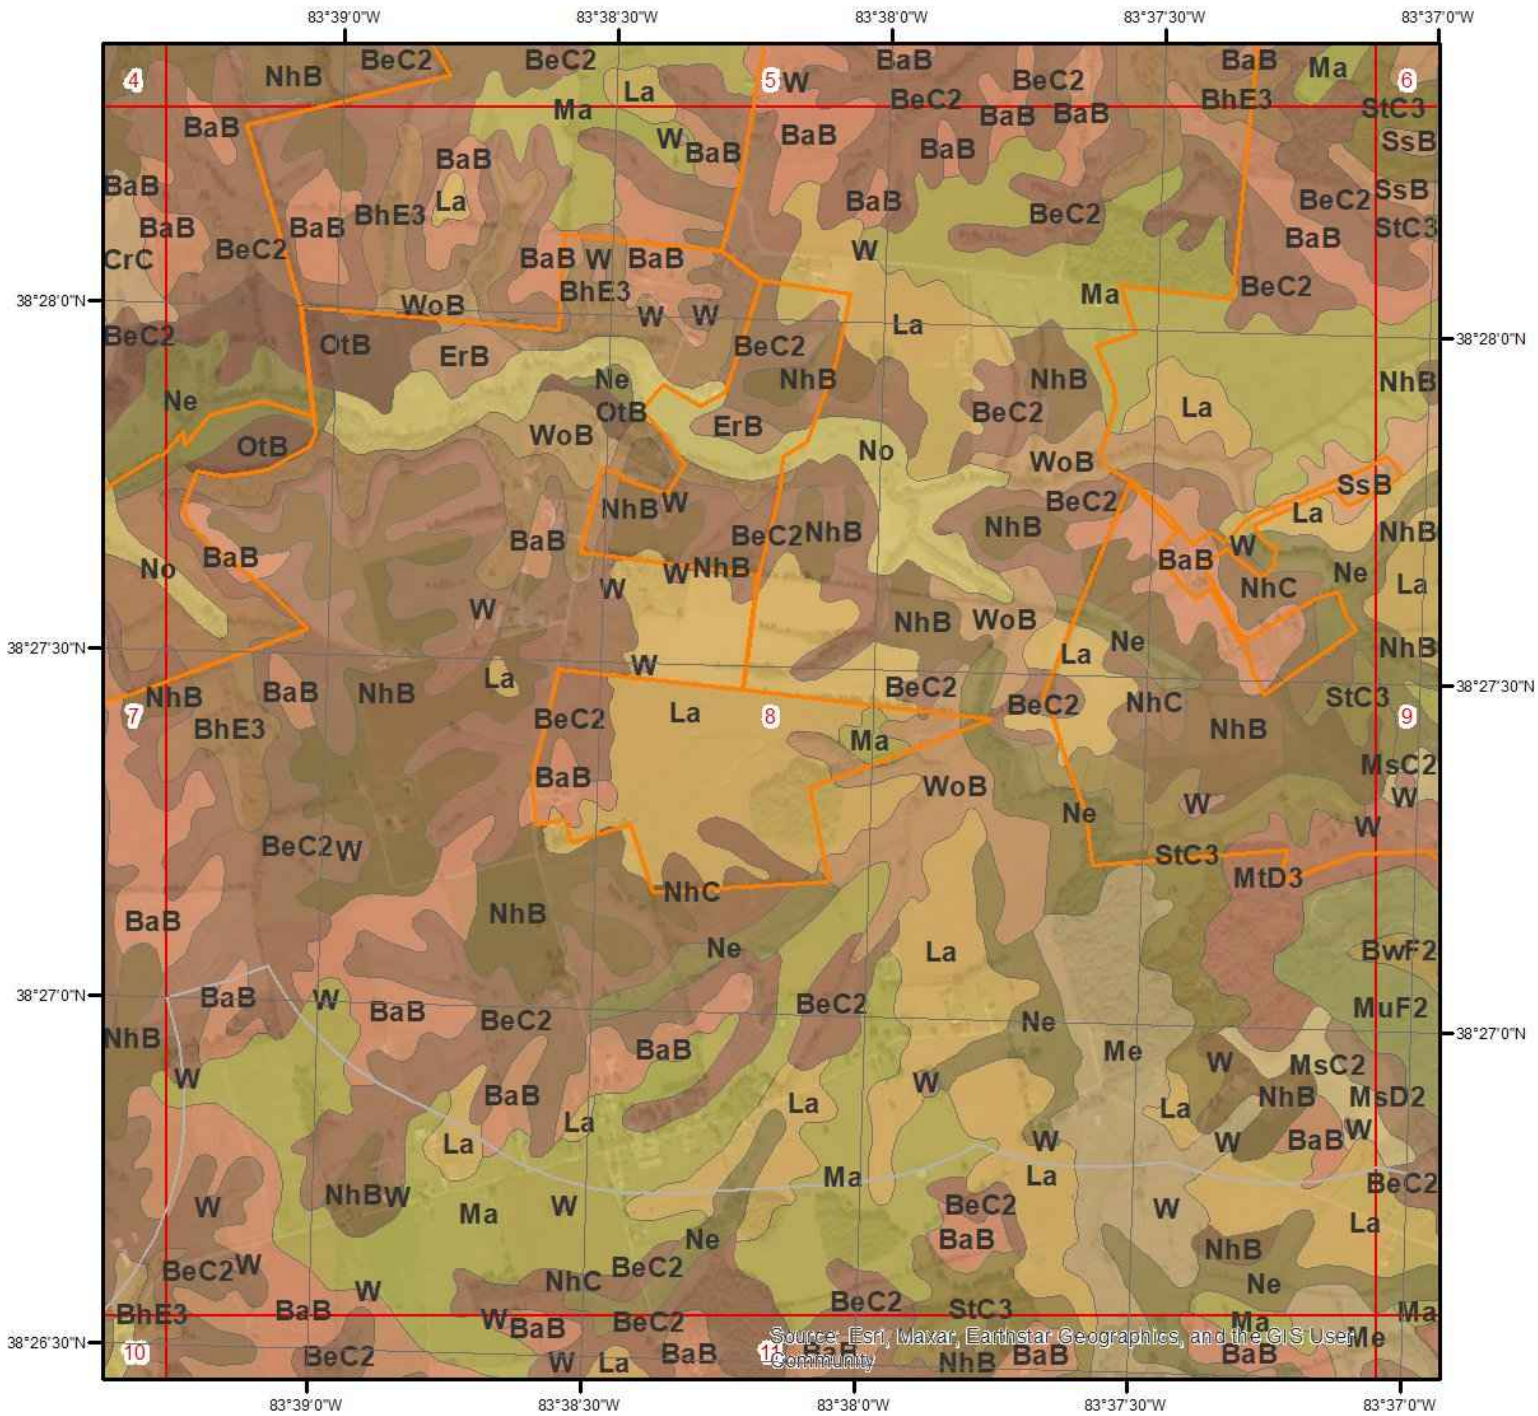 83°39'0"W 83°38'30"W 83°38'0"W 83°37'30"W 83°37'0"W
4 NhB BeC2 BeC2 5 W BaB BeC2 BaB Ma 6
La Ma BeC2 BaB BaB BhE3 StC3
BaB W BaB BaB BaB SsB
BaB BaB La BaB BeC2 BeC2 SsB
BaB BeC2 BaB BhE3 W BaB StC3
CrC BaB W BaB
BhE3 Ma BeC2
38°28'0"N WoB W W La
BeC2 OtB ErB BeC2 38°28'0"N
Ne Ne NhB NhB NhB
OtB BeC2 La
OtB WoB ErB No WoB
SsB
NhB W BeC2 La
BaB BeC2 NhB NhB NhB
No BaB W NhB BaB W Ne
W W NhC La
NhB WoB Ne
38°27'30"N W La NhB
La BeC2 38°27'30"N
NhB BaB NhB BeC2 NhC StC3
7 BhE3 BeC2 La 8 NhB 9
Ma
BaB WoB MsC2
W W
Ne W
BeC2 W StC3
MtD3
NhC
BaB NhB
Ne La BwF2
38°27'0"N BaB W BeC2 MuF2
BaB BeC2 Ne
NhB BaB Me W MsC2 38°27'0"N
W W
BaB La La NhB MsD2
La La W W BaB W
Ma La BeC2
W NhB W Ma W BeC2 W La
Ne BaB NhB
BeC2 W NhC BeC2 Ne
W
BhE3 BaB BeC2 StC3 Ma
38°26'30"N W BaB BeC2 Ma
Source: Esri, Maxar, Earthstar Geographics, and the GIS User
Community
10 BeC2 W La BaB 11 BaB NhB BaB BaB Me
83°39'0"W 83°38'30"W 83°38'0"W 83°37'30"W 83°37'0"W